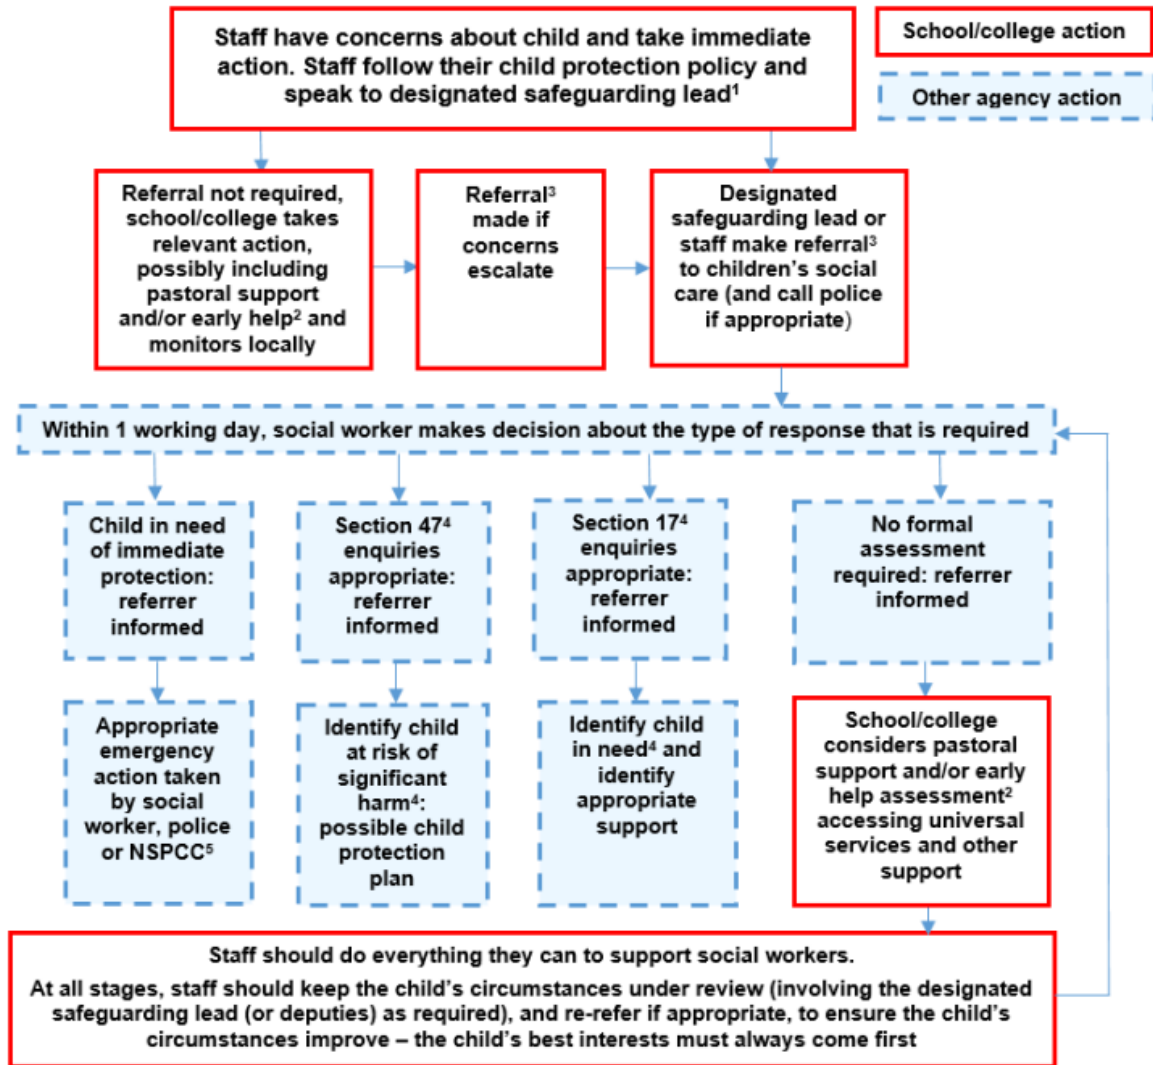 Staff have concerns about child and take immediate
action. Staff follow their child protection policy and
speak to designated safeguarding lead¹
School/college action
Other agency action
Referral not required,
school/college takes
relevant action,
possibly including
pastoral support
and/or early help² and
monitors locally
Referral³
made if
concerns
escalate
Designated
safeguarding lead or
staff make referral³
to children’s social
care (and call police
if appropriate)
Within 1 working day, social worker makes decision about the type of response that is required
Child in need
of immediate
protection:
referrer
informed
Section 47⁴
enquiries
appropriate:
referrer
informed
Section 17⁴
enquiries
appropriate:
referrer
informed
No formal
assessment
required: referrer
informed
Appropriate
emergency
action taken
by social
worker, police
or NSPCC⁵
Identify child
at risk of
significant
harm⁴:
possible child
protection
plan
Identify child
in need⁴ and
identify
appropriate
support
School/college
considers pastoral
support and/or early
help assessment²
accessing universal
services and other
support
Staff should do everything they can to support social workers.
At all stages, staff should keep the child’s circumstances under review (involving the designated
safeguarding lead (or deputies) as required), and re-refer if appropriate, to ensure the child’s
circumstances improve – the child’s best interests must always come first